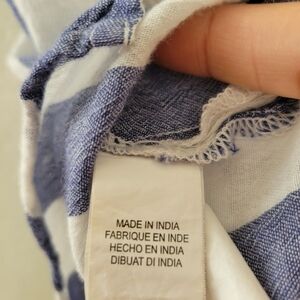 MADE IN INDIA
FABRIQUE EN INDE
HECHO EN INDIA
DIBUAT DI INDIA